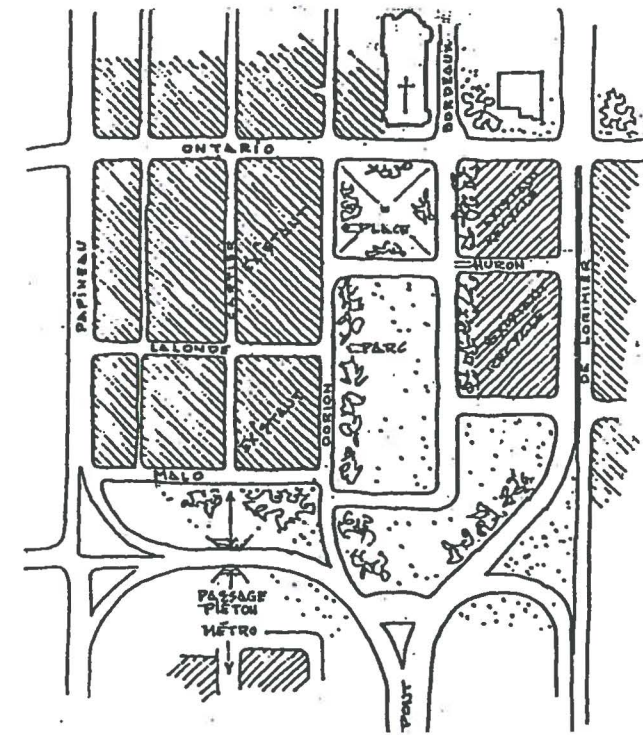 BORDEAUX
ONTARIO
PLACE
HURON
PAPINEAU
CARTIER
DE LORIMIER
LALONDE
PARC
DORION
MALO
PASSAGE
PIÉTON
MÉTRO
PONT